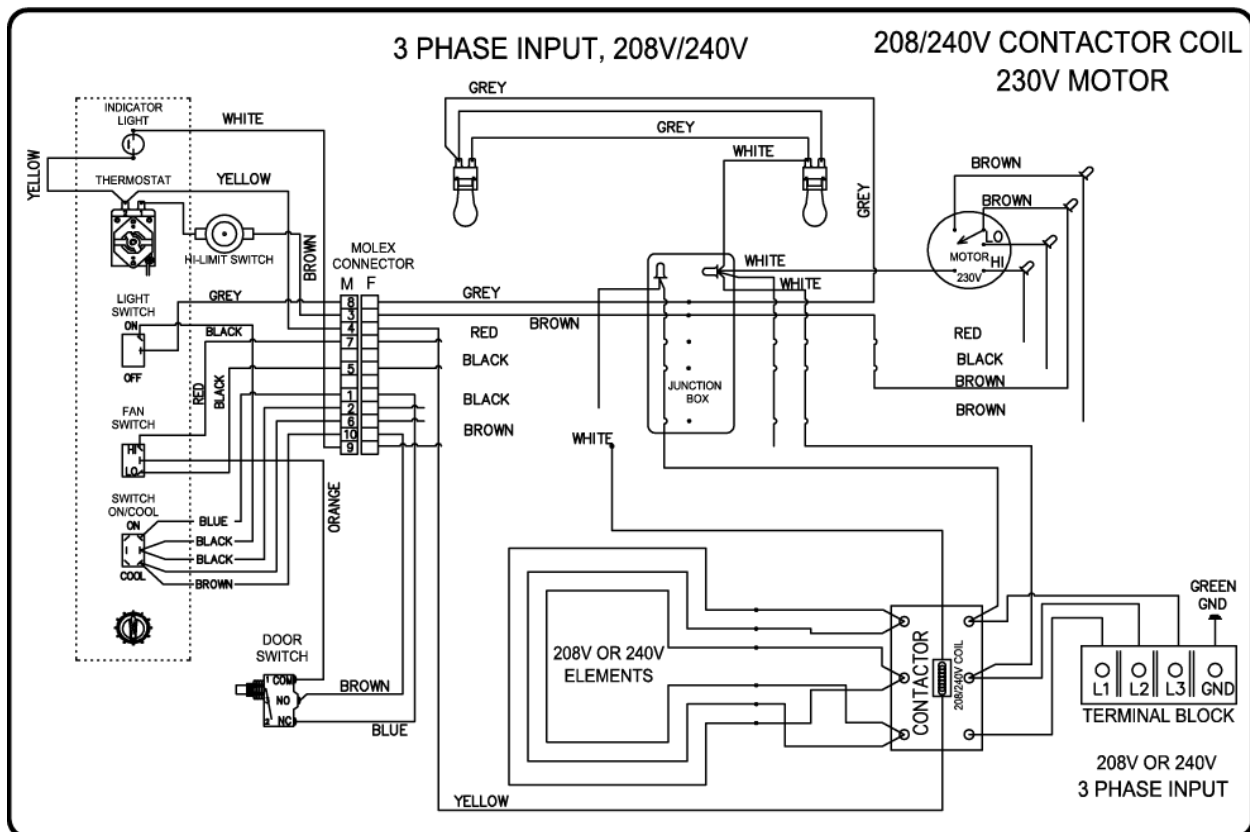 3 PHASE INPUT, 208V/240V
208/240V CONTACTOR COIL
230V MOTOR
INDICATOR
LIGHT
WHITE
YELLOW
THERMOSTAT
YELLOW
HI-LIMIT SWITCH
BROWN
MOLEX
CONNECTOR
M F
8
3
4
7
5
1
2
6
10
9
LIGHT
SWITCH
ON
OFF
GREY
BLACK
RED
BLACK
FAN
SWITCH
HI
LO
ORANGE
SWITCH
ON/COOL
ON
COOL
BLUE
BLACK
BLACK
BROWN
DOOR
SWITCH
COM
NO
NC
BROWN
BLUE
GREY
GREY
WHITE
GREY
WHITE
WHITE
GREY
BROWN
RED
BLACK
BLACK
BROWN
JUNCTION
BOX
WHITE
BROWN
BROWN
LO
MOTOR
HI
230V
RED
BLACK
BROWN
BROWN
208V OR 240V
ELEMENTS
CONTACTOR
208/240V COIL
YELLOW
GREEN
GND
L1 L2 L3 GND
TERMINAL BLOCK
208V OR 240V
3 PHASE INPUT